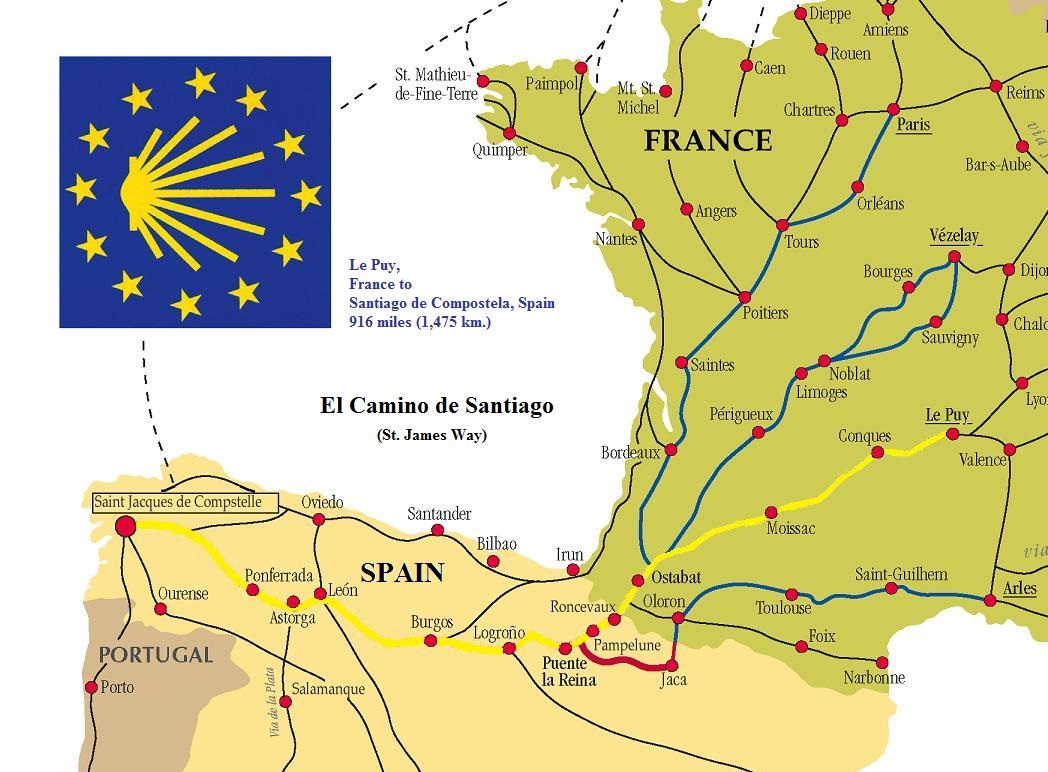 Dieppe
Amiens
Rouen
St. Mathieu-
de-Fine-Terre
Paimpol
Caen
Mt. St.
Michel
Reims
Chartres
Paris
FRANCE
Quimper
Bar-s-Aube
via
Angers
Orléans
Nantes
Tours
Vézelay
Bourges
Dijon
Le Puy,
France to
Santiago de Compostela, Spain
916 miles (1,475 km.)
Poitiers
Chalo
Sauvigny
Saintes
Noblat
Limoges
Lyo
El Camino de Santiago
(St. James Way)
Périgueux
Le Puy
Conques
Bordeaux
Valence
Saint Jacques de Compstelle
Oviedo
Santander
Moissac
Bilbao
Irun
via
SPAIN
Ponferrada
León
Ostabat
Saint-Guilhem
Arles
Ourense
Astorga
Roncevaux
Oloron
Toulouse
Burgos
Logroño
Pampelune
Foix
PORTUGAL
Puente
la Reina
Jaca
Narbonne
Porto
Via de la Plata
Salamanque